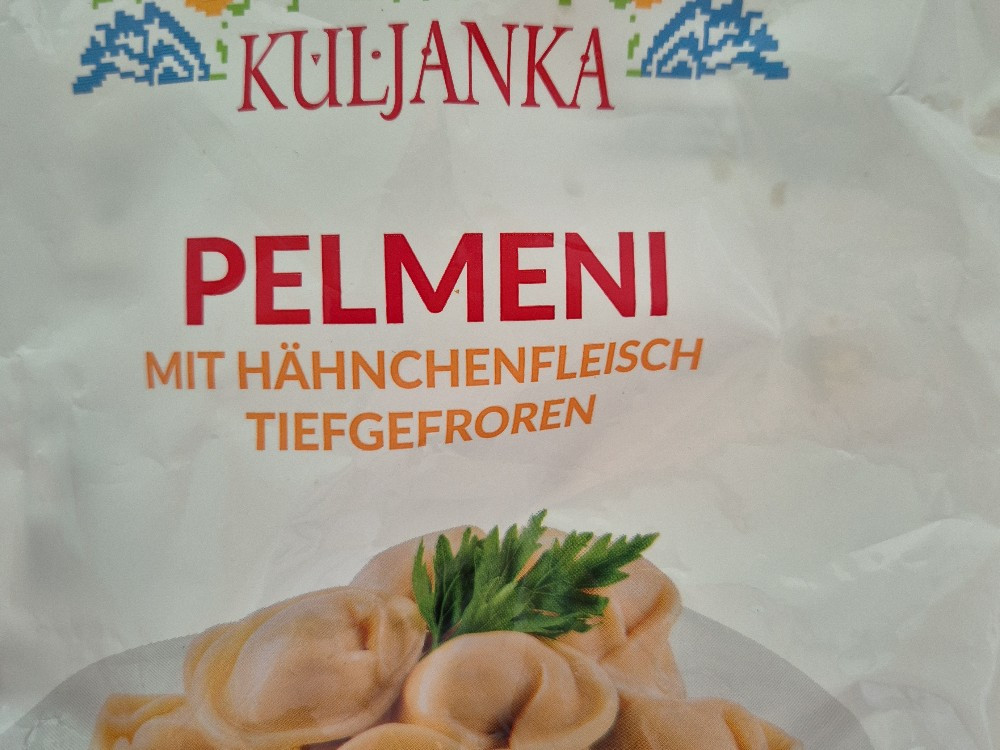 KULJANKA
PELMENI
MIT HÄHNCHENFLEISCH
TIEFGEFROREN